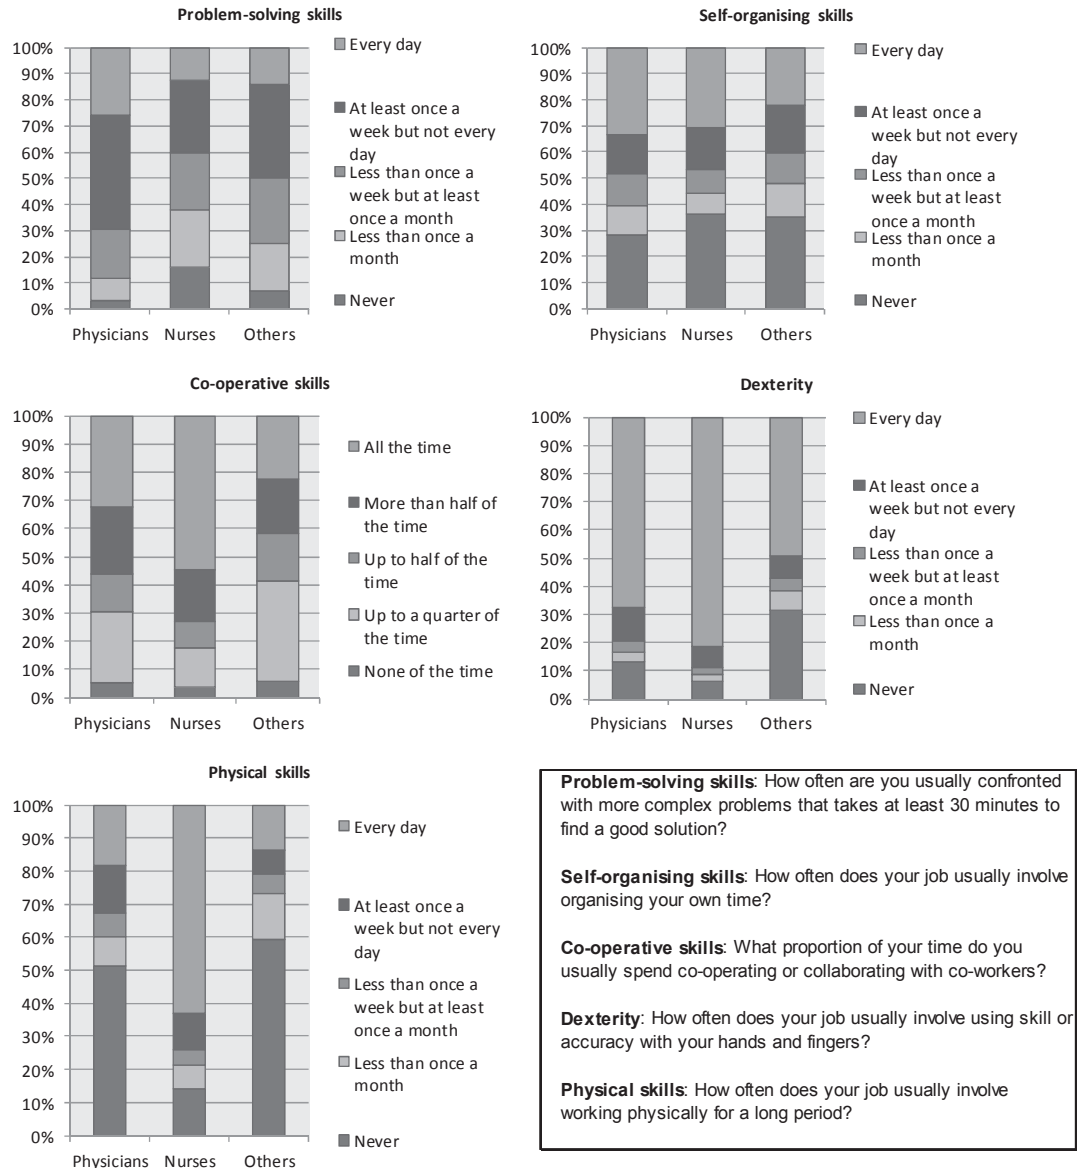 Problem-solving skills
100%
90%
80%
70%
60%
50%
40%
30%
20%
10%
0%
Physicians Nurses Others
Every day
At least once a
week but not every
day
Less than once a
week but at least
once a month
Less than once a
month
Never
Self-organising skills
100%
90%
80%
70%
60%
50%
40%
30%
20%
10%
0%
Physicians Nurses Others
Every day
At least once a
week but not every
day
Less than once a
week but at least
once a month
Less than once a
month
Never
Co-operative skills
100%
90%
80%
70%
60%
50%
40%
30%
20%
10%
0%
Physicians Nurses Others
All the time
More than half of
the time
Up to half of the
time
Up to a quarter of
the time
None of the time
Dexterity
100%
90%
80%
70%
60%
50%
40%
30%
20%
10%
0%
Physicians Nurses Others
Every day
At least once a
week but not every
day
Less than once a
week but at least
once a month
Less than once a
month
Never
Physical skills
100%
90%
80%
70%
60%
50%
40%
30%
20%
10%
0%
Physicians Nurses Others
Every day
At least once a
week but not every
day
Less than once a
week but at least
once a month
Less than once a
month
Never
Problem-solving skills: How often are you usually confronted
with more complex problems that takes at least 30 minutes to
find a good solution?
Self-organising skills: How often does your job usually involve
organising your own time?
Co-operative skills: What proportion of your time do you
usually spend co-operating or collaborating with co-workers?
Dexterity: How often does your job usually involve using skill or
accuracy with your hands and fingers?
Physical skills: How often does your job usually involve
working physically for a long period?